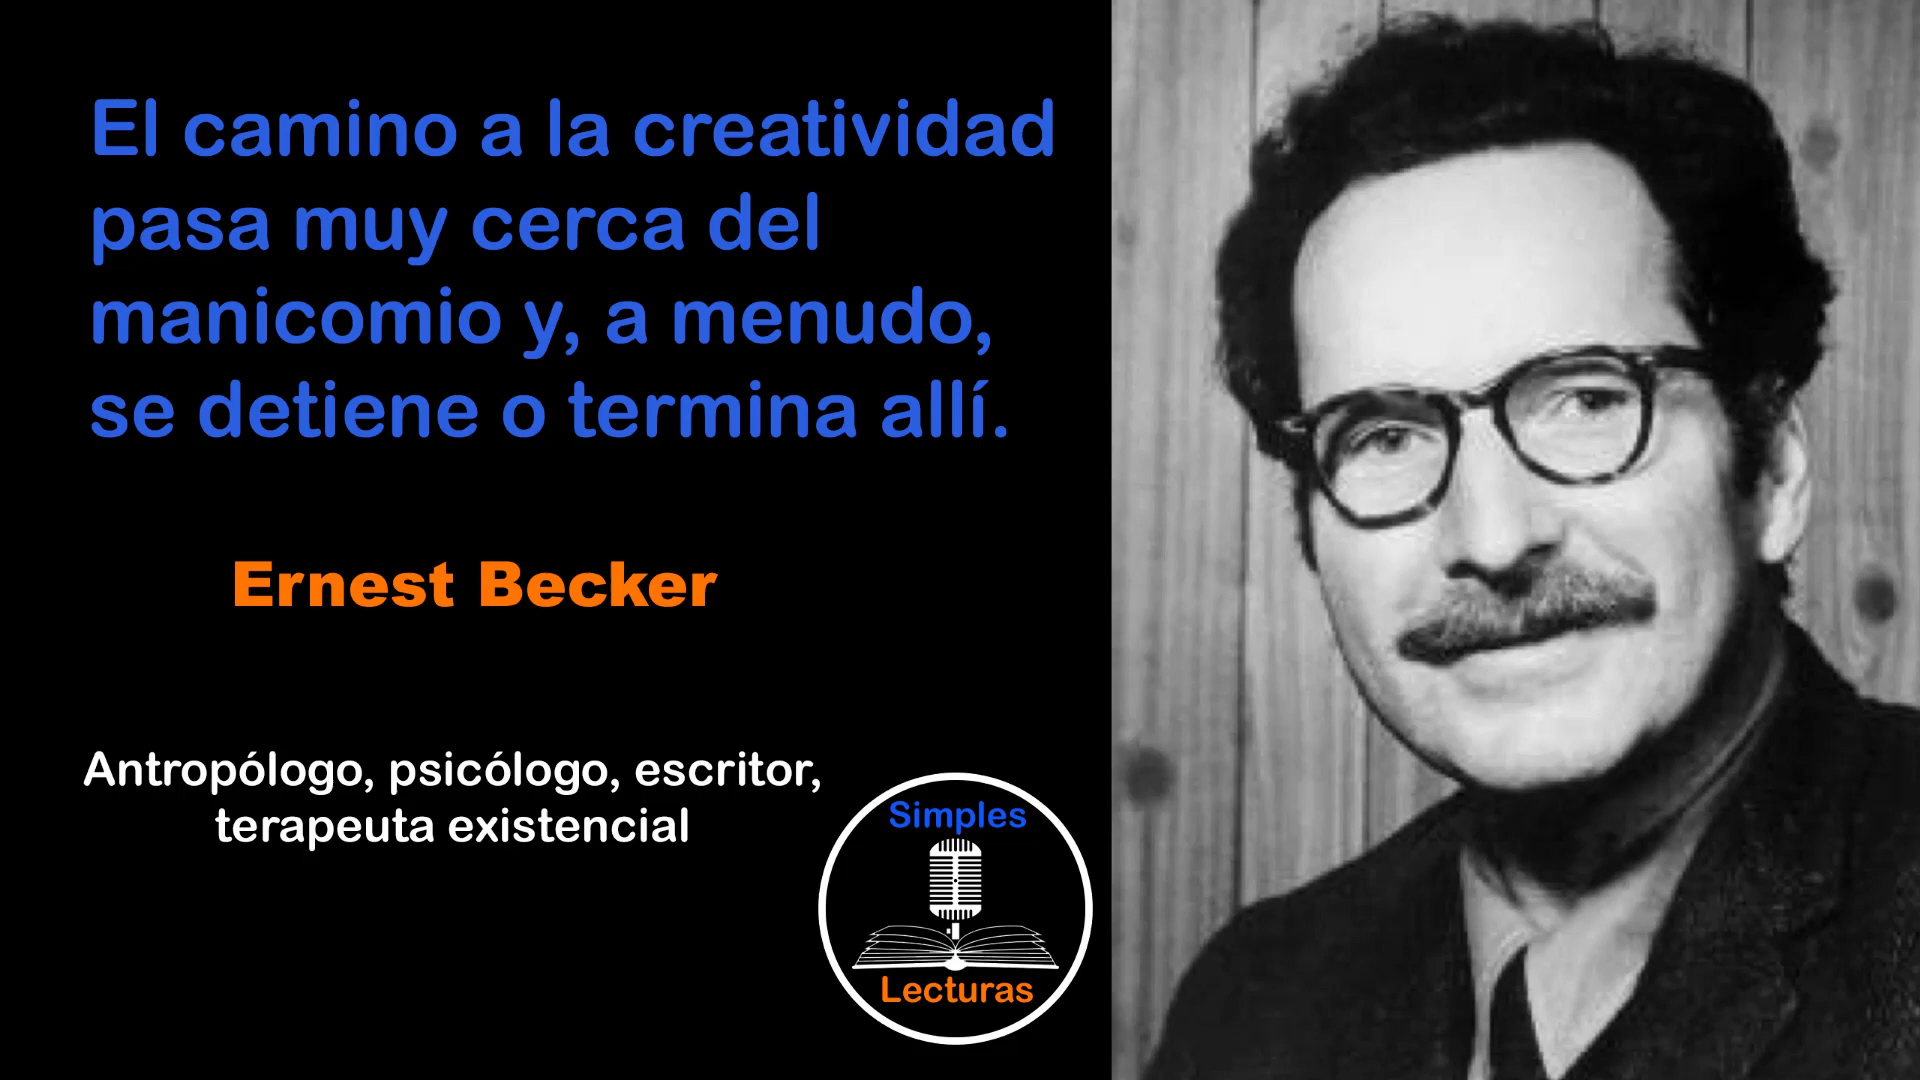 El camino a la creatividad
pasa muy cerca del
manicomio y, a menudo,
se detiene o termina allí.
Ernest Becker
Antropólogo, psicólogo, escritor,
terapeuta existencial
Simples
Lecturas